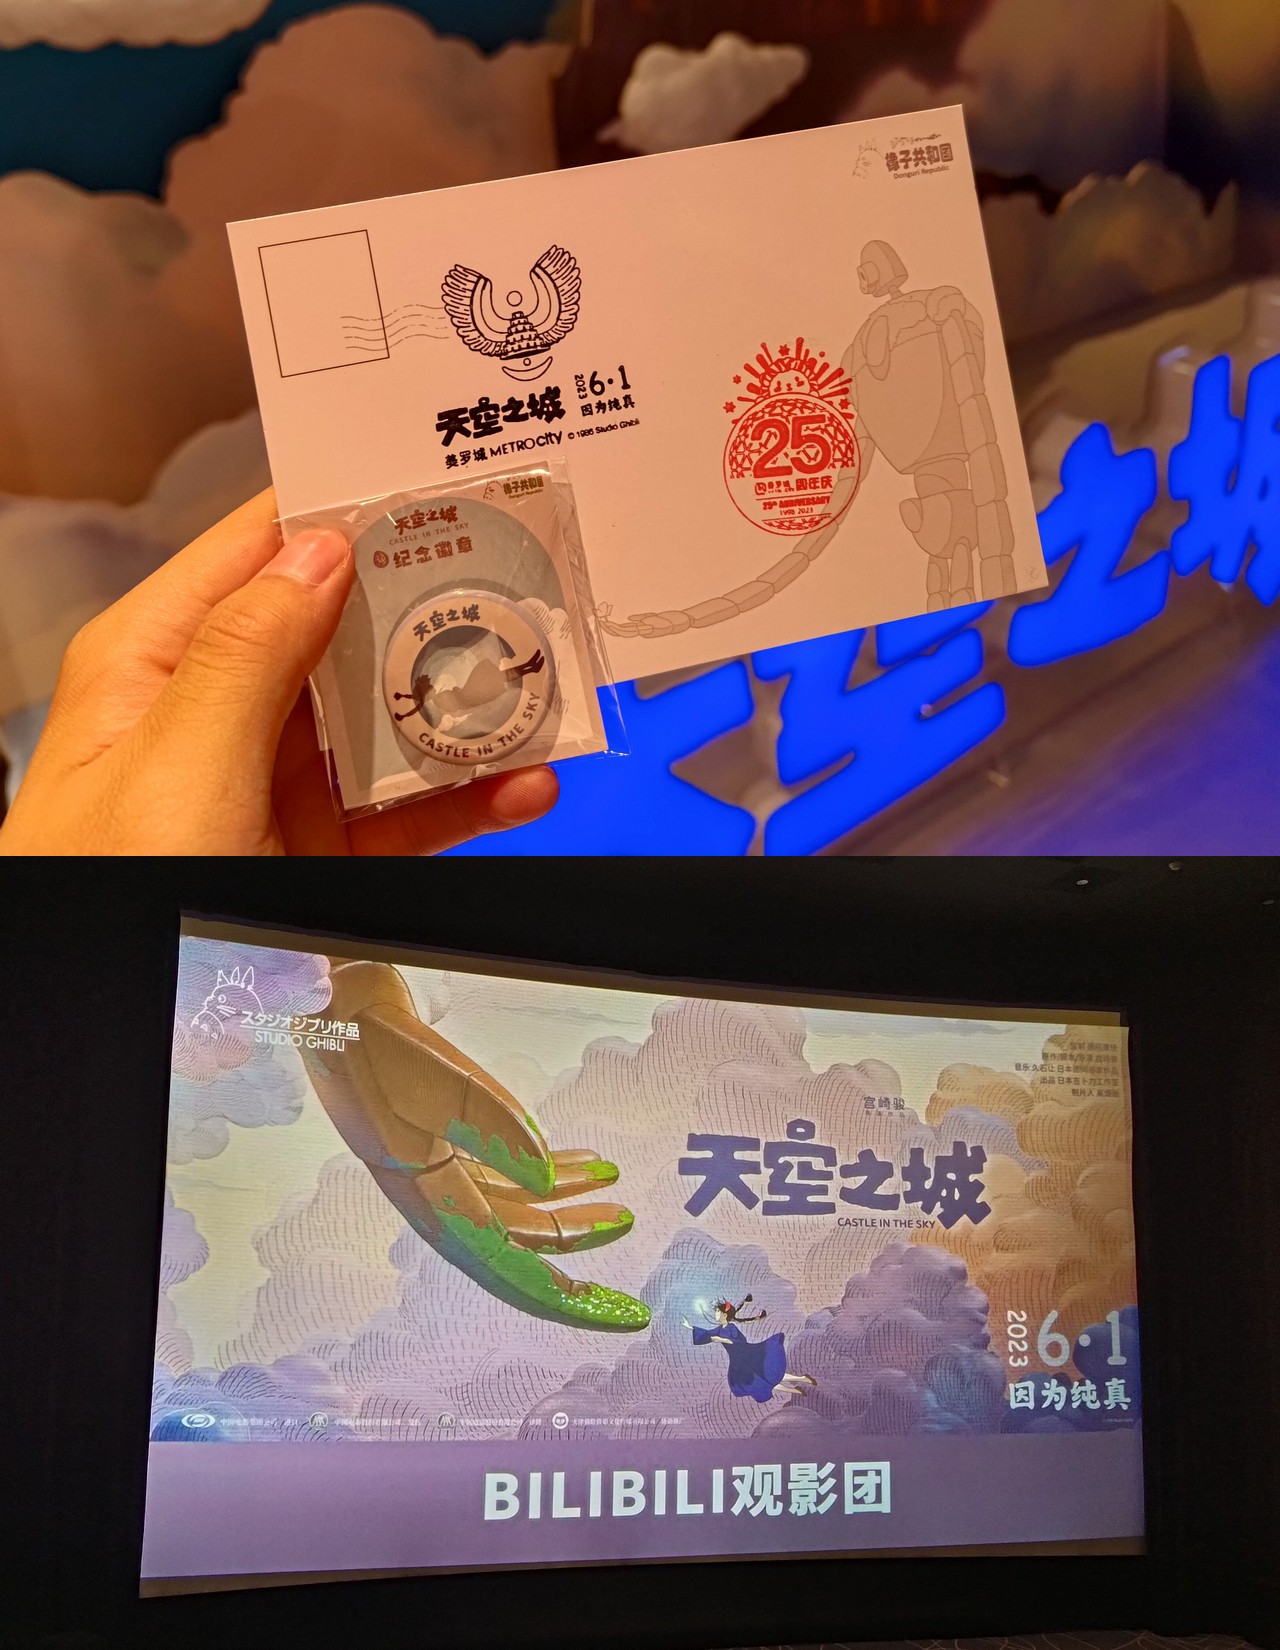 橡子共和国
Donguri Republic
天空之城
2023 6·1
因为纯真
美罗城 METROcity © 1986 Studio Ghibli
25
周年庆
25th ANNIVERSARY
1998 2023
橡子共和国
Donguri Republic
天空之城
CASTLE IN THE SKY
纪念徽章
天空之城
CASTLE IN THE SKY
天空之城
スタジオジブリ作品
STUDIO GHIBLI
宫崎骏
天空之城
CASTLE IN THE SKY
2023 6·1
因为纯真
BILIBILI观影团